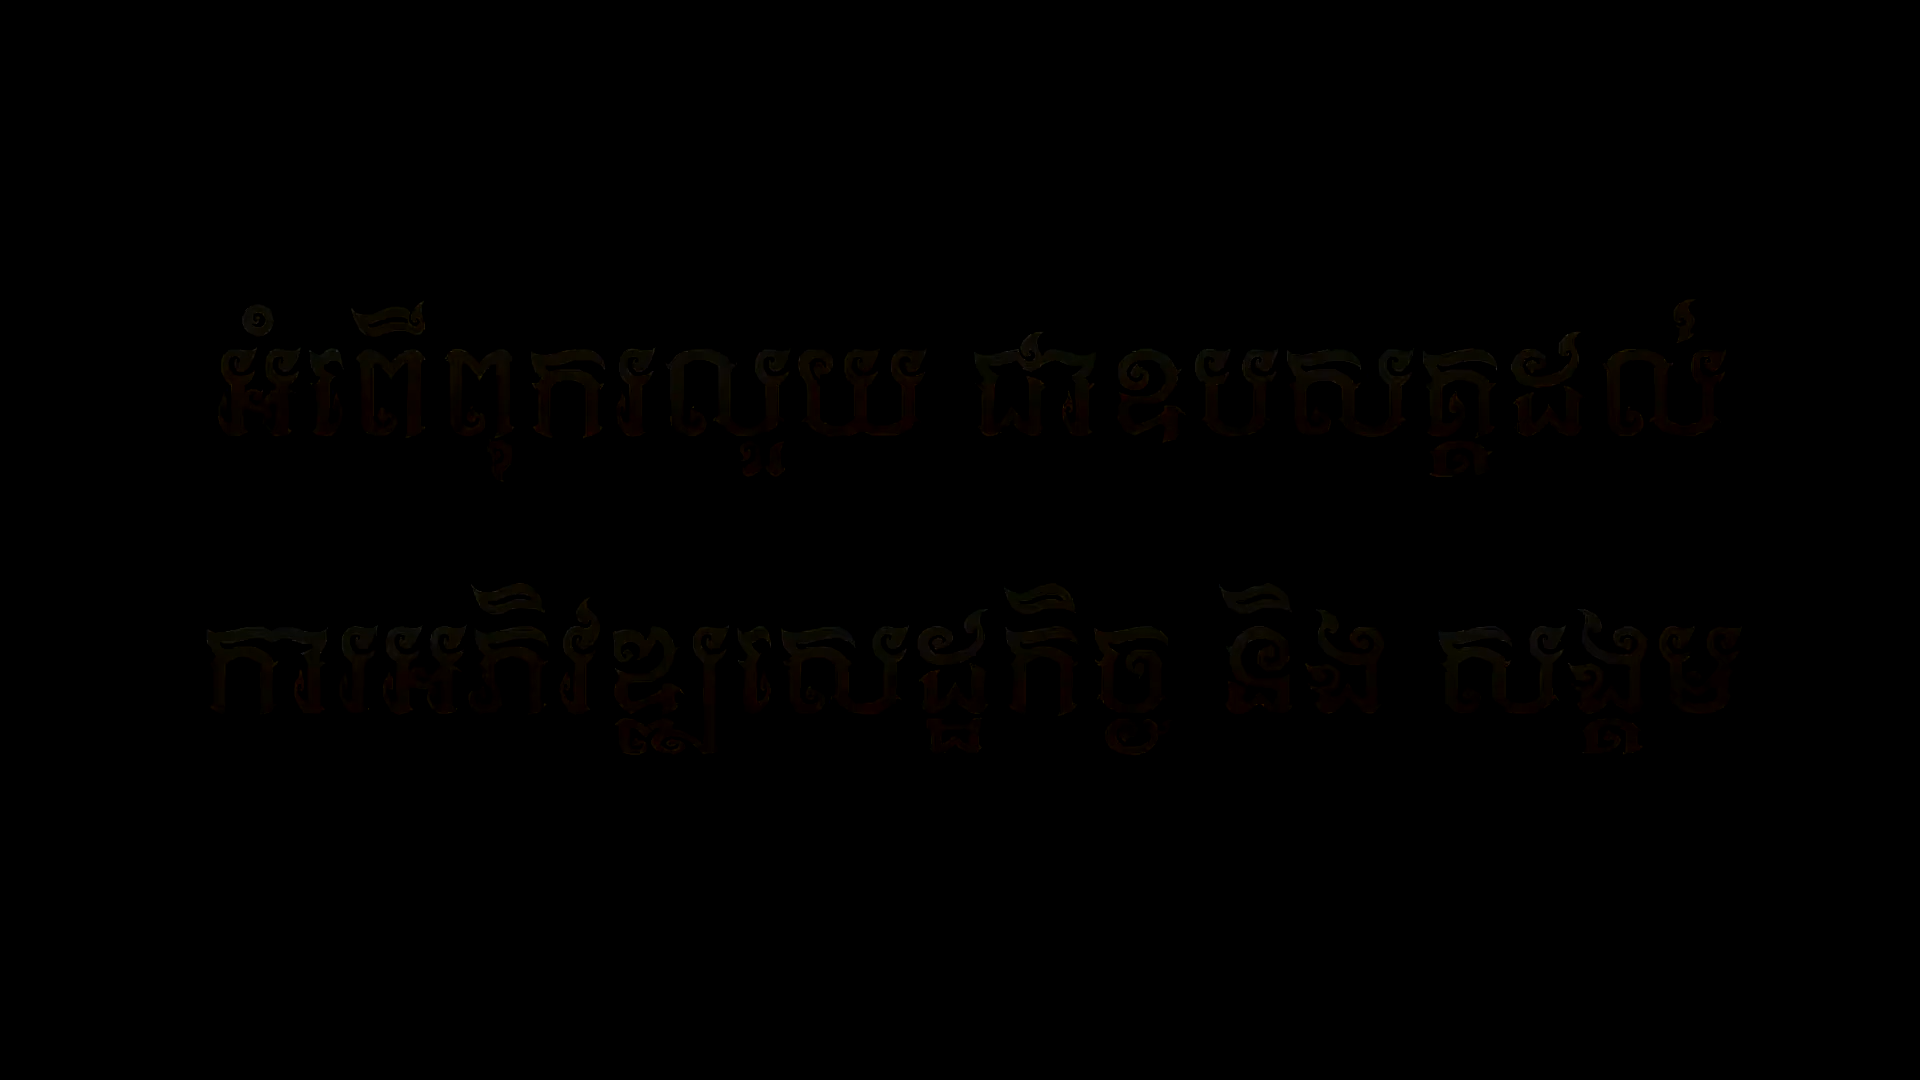 អំពើពុករលួយ ជាឧបសគ្គដល់
ការអភិវឌ្ឍរសេដ្ឋកិច្ច និង សង្គម